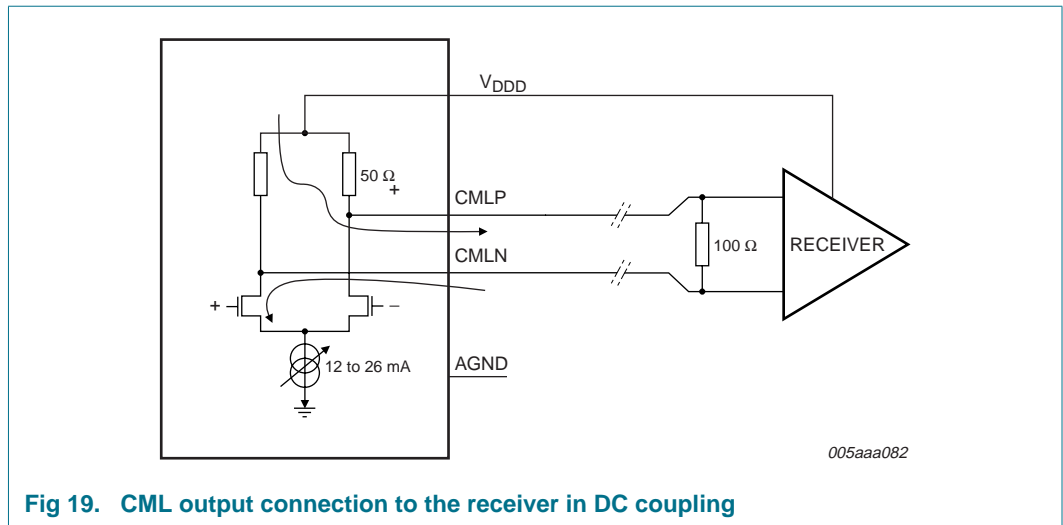 VDDD
50 Ω
+
CMLP
CMLN
100 Ω
RECEIVER
+
−
12 to 26 mA
AGND
005aaa082
Fig 19. CML output connection to the receiver in DC coupling